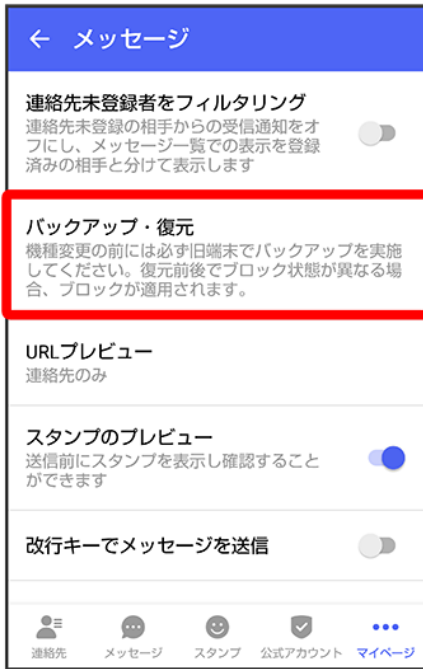 ← メッセージ
連絡先未登録者をフィルタリング
連絡先未登録の相手からの受信通知をオ
フにし、メッセージ一覧での表示を登録
済みの相手と分けて表示します
バックアップ・復元
機種変更の前には必ず旧端末でバックアップを実施
してください。復元前後でブロック状態が異なる場
合、ブロックが適用されます。
URLプレビュー
連絡先のみ
スタンプのプレビュー
送信前にスタンプを表示し確認すること
ができます
改行キーでメッセージを送信
連絡先 メッセージ スタンプ 公式アカウント マイページ